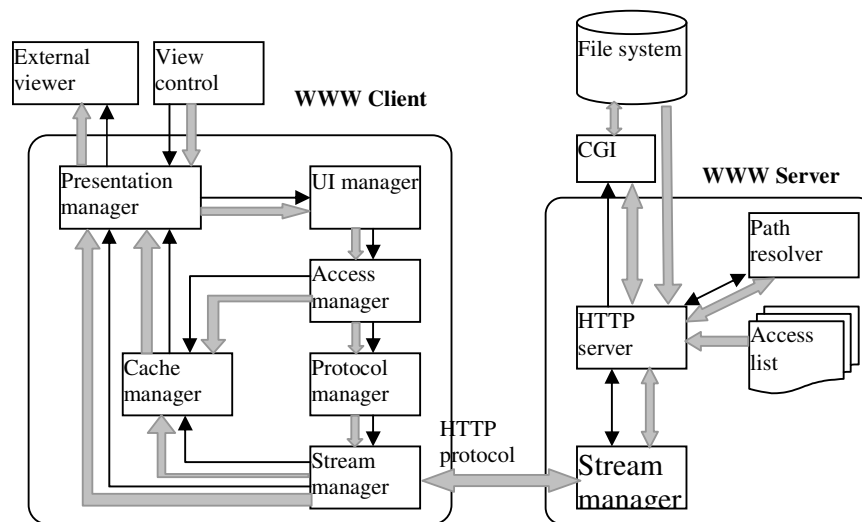 External
viewer
View
control
WWW Client
File system
CGI
WWW Server
Presentation
manager
UI manager
Path
resolver
Access
manager
HTTP
server
Access
list
Cache
manager
Protocol
manager
HTTP
protocol
Stream
manager
Stream
manager